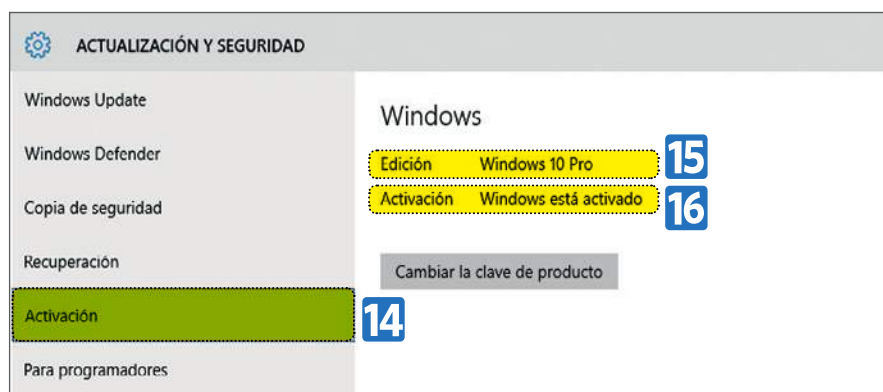 ACTUALIZACIÓN Y SEGURIDAD
Windows Update
Windows Defender
Copia de seguridad
Recuperación
Activación
14
Para programadores
Windows
Edición Windows 10 Pro
15
Activación Windows está activado
16
Cambiar la clave de producto